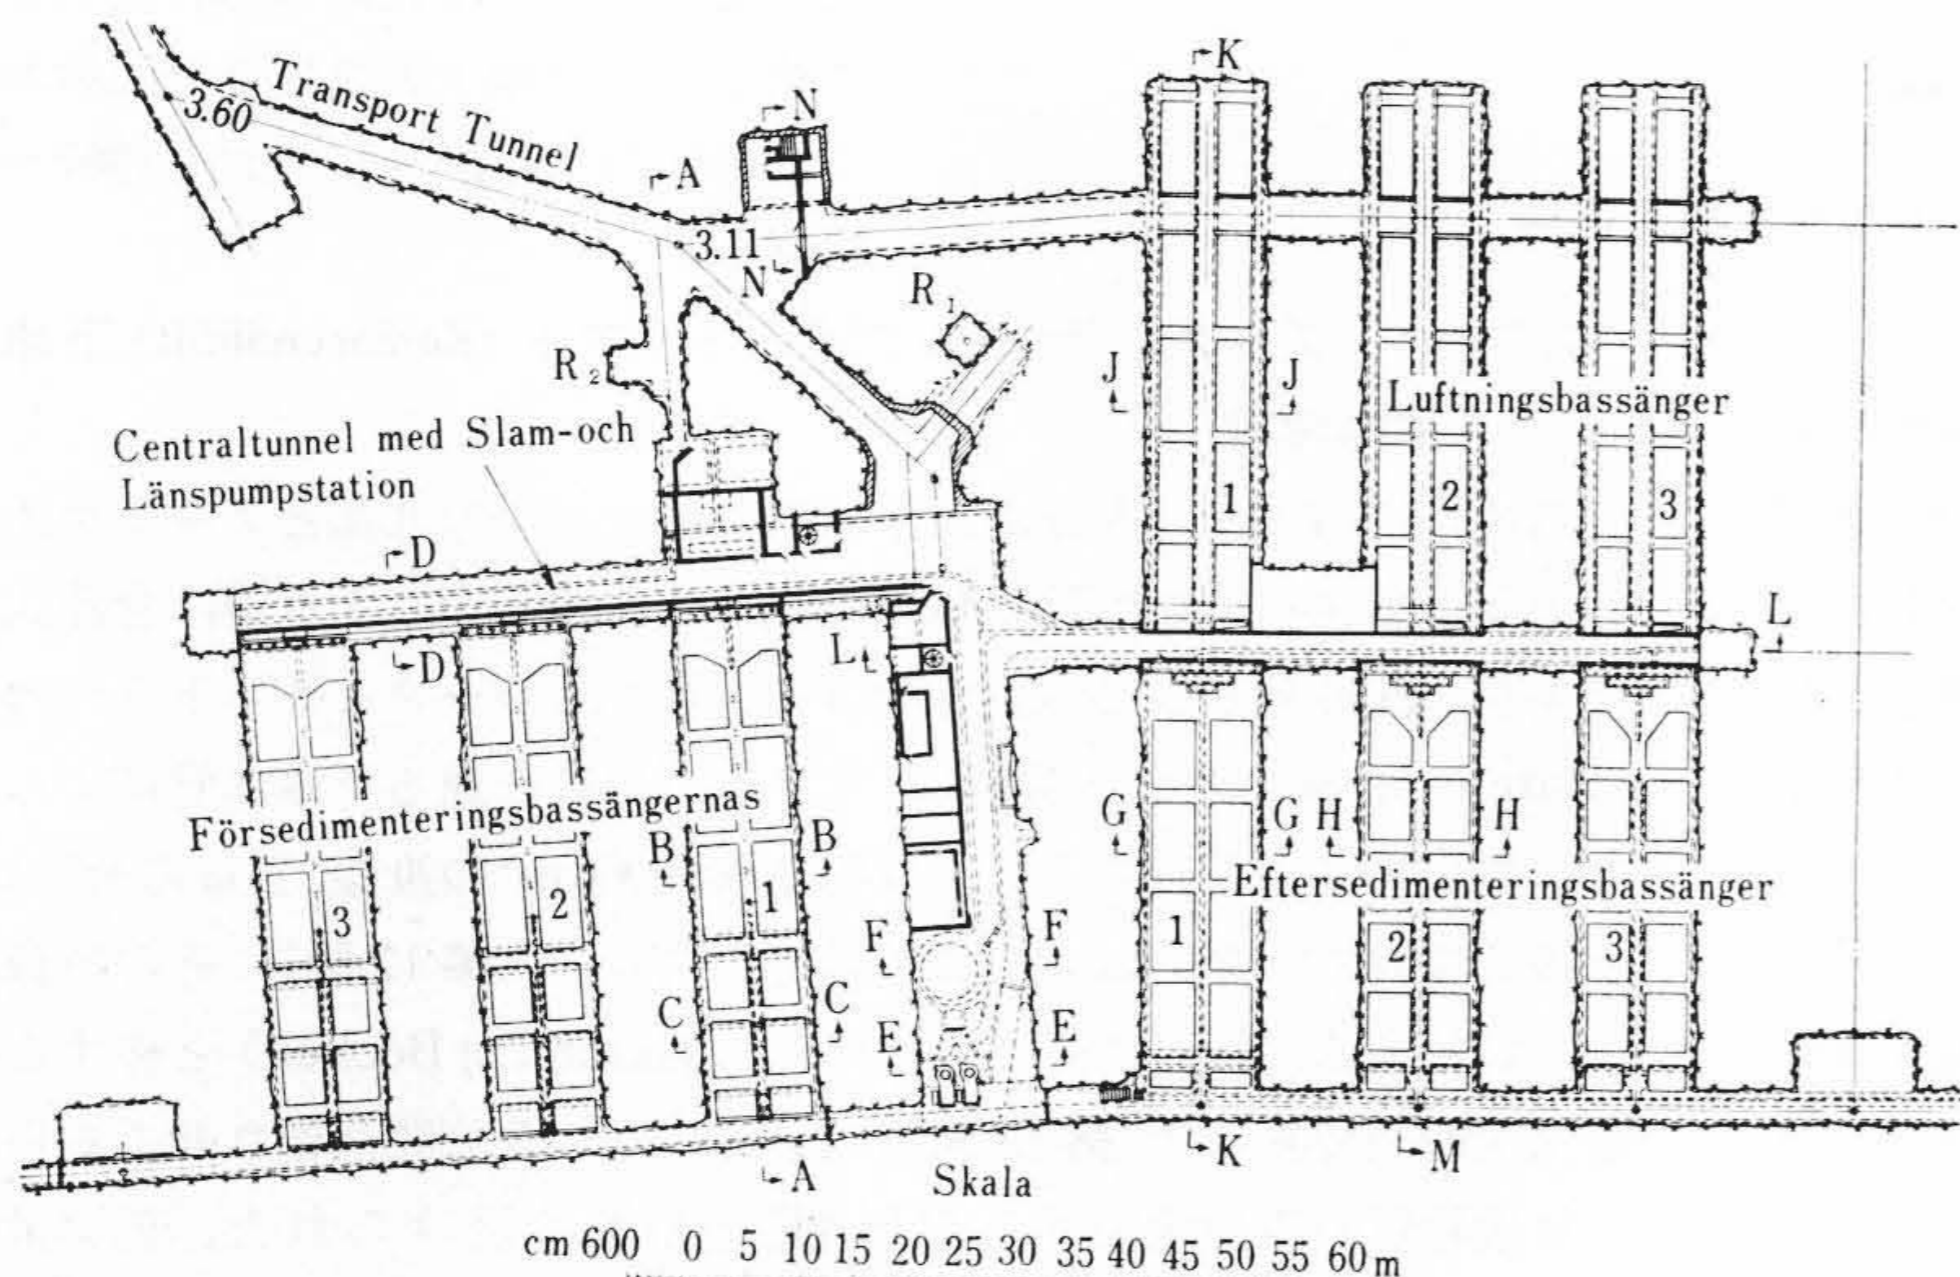 K
Transport Tunnel
3.60
N
A
3.11
N
R1
R2
J
J
Luftningsbassänger
Centraltunnel med Slam-och
Länspumpstation
1
2
3
D
D
L
L
Försedimenteringsbassängernas
B
B
G
G
H
H
Eftersedimenteringsbassänger
3
2
1
F
F
1
2
3
C
C
E
E
K
M
A
Skala
cm 600 0 5 10 15 20 25 30 35 40 45 50 55 60 m